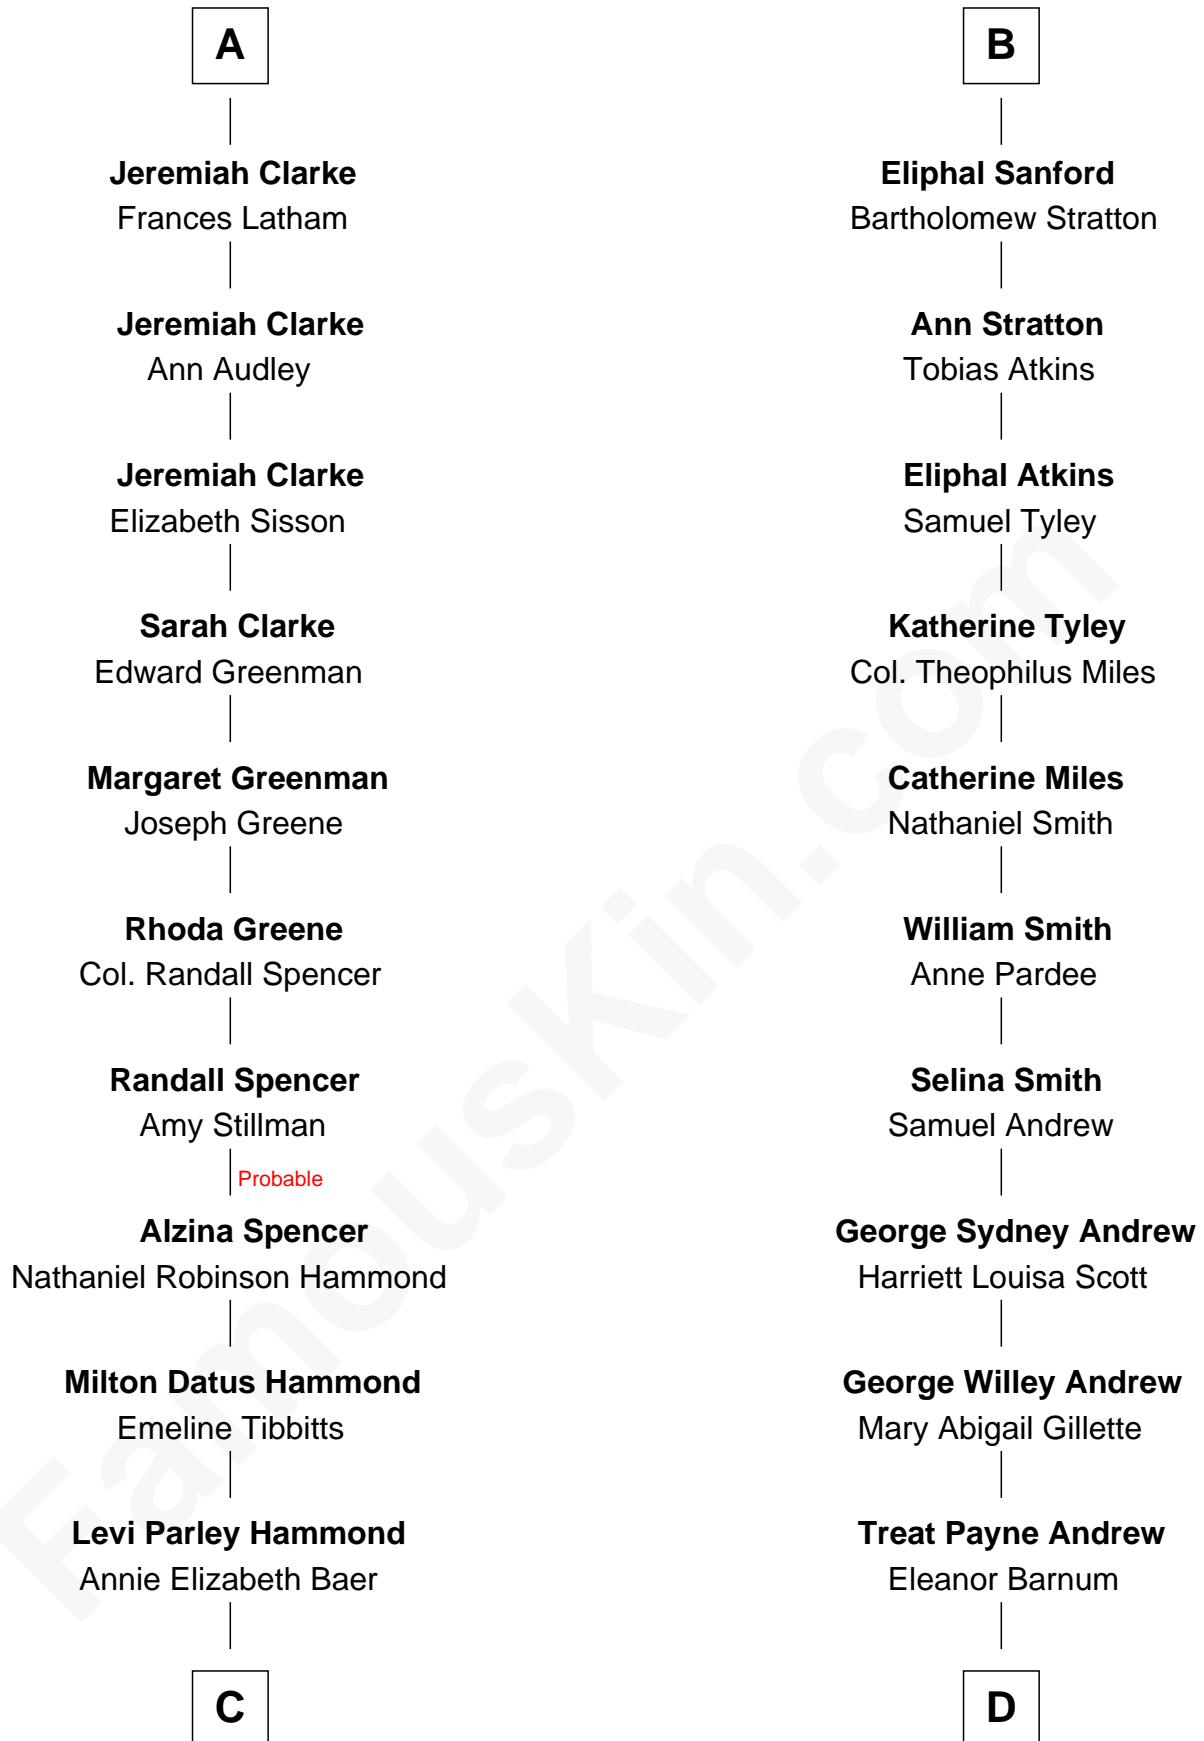 A
Jeremiah Clarke
Frances Latham
Jeremiah Clarke
Ann Audley
Jeremiah Clarke
Elizabeth Sisson
Sarah Clarke
Edward Greenman
Margaret Greenman
Joseph Greene
Rhoda Greene
Col. Randall Spencer
Randall Spencer
Amy Stillman
Probable
Alzina Spencer
Nathaniel Robinson Hammond
Milton Datus Hammond
Emeline Tibbitts
Levi Parley Hammond
Annie Elizabeth Baer
C
B
Eliphal Sanford
Bartholomew Stratton
Ann Stratton
Tobias Atkins
Eliphal Atkins
Samuel Tyley
Katherine Tyley
Col. Theophilus Miles
Catherine Miles
Nathaniel Smith
William Smith
Anne Pardee
Selina Smith
Samuel Andrew
George Sydney Andrew
Harriett Louisa Scott
George Willey Andrew
Mary Abigail Gillette
Treat Payne Andrew
Eleanor Barnum
D
FamousKin.com